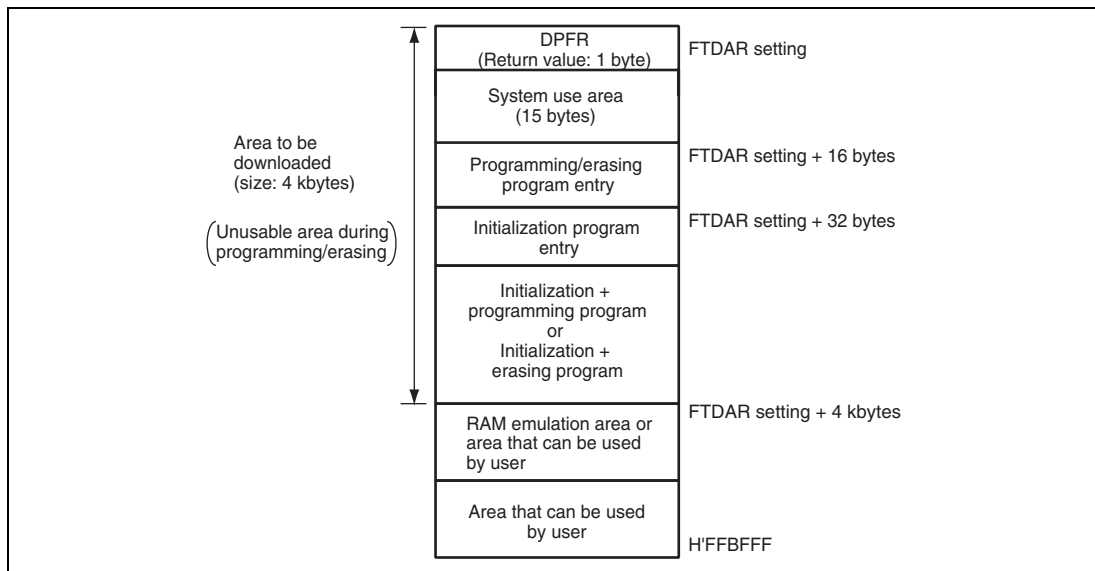 DPFR
(Return value: 1 byte)
FTDAR setting
System use area
(15 bytes)
Area to be
downloaded
(size: 4 kbytes)
(Unusable area during
programming/erasing)
FTDAR setting + 16 bytes
Programming/erasing
program entry
FTDAR setting + 32 bytes
Initialization program
entry
Initialization +
programming program
or
Initialization +
erasing program
FTDAR setting + 4 kbytes
RAM emulation area or
area that can be used
by user
Area that can be used
by user
H'FFBFFF